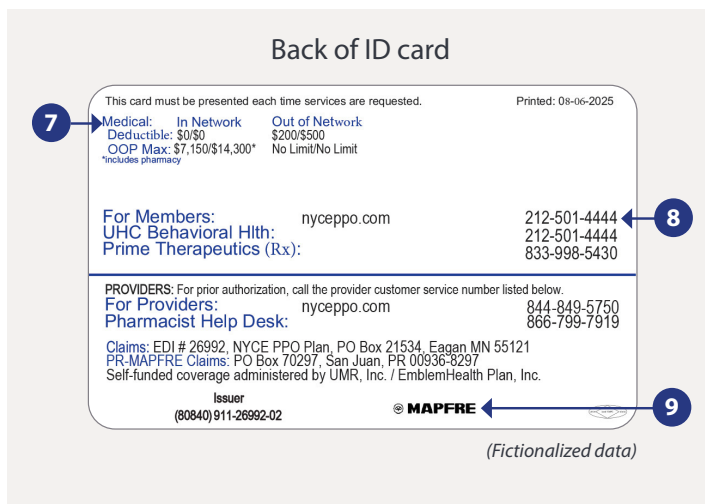 Back of ID card
This card must be presented each time services are requested. Printed: 08-06-2025
7
Medical: In Network Out of Network
Deductible: $0/$0 $200/$500
OOP Max: $7,150/$14,300* No Limit/No Limit
*includes pharmacy
For Members: nyceppo.com 212-501-4444
8
UHC Behavioral Hlth: 212-501-4444
Prime Therapeutics (Rx): 833-998-5430
PROVIDERS: For prior authorization, call the provider customer service number listed below.
For Providers: nyceppo.com 844-849-5750
Pharmacist Help Desk: 866-799-7919
Claims: EDI # 26992, NYCE PPO Plan, PO Box 21534, Eagan MN 55121
PR-MAPFRE Claims: PO Box 70297, San Juan, PR 00936-8297
Self-funded coverage administered by UMR, Inc. / EmblemHealth Plan, Inc.
Issuer
(80840) 911-26992-02
MAPFRE
9
(Fictionalized data)